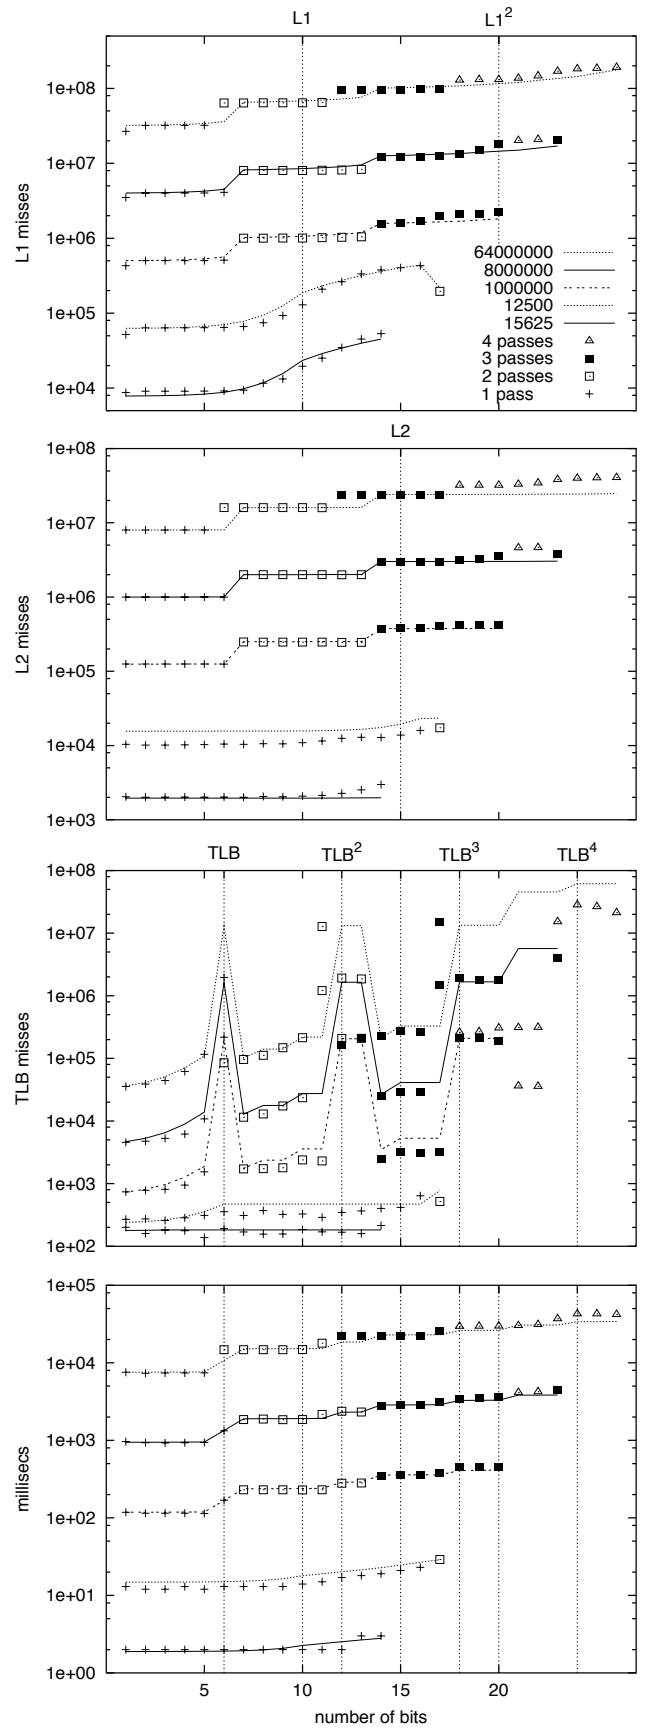 L1 L1²
1e+08
1e+07
1e+06
1e+05
1e+04
L1 misses
64000000
8000000
1000000
12500
15625
4 passes
3 passes
2 passes
1 pass
L2
1e+08
1e+07
1e+06
1e+05
1e+04
1e+03
L2 misses
TLB TLB² TLB³ TLB⁴
1e+08
1e+07
1e+06
1e+05
1e+04
1e+03
1e+02
TLB misses
1e+05
1e+04
1e+03
1e+02
1e+01
1e+00
millisecs
5 10 15 20
number of bits